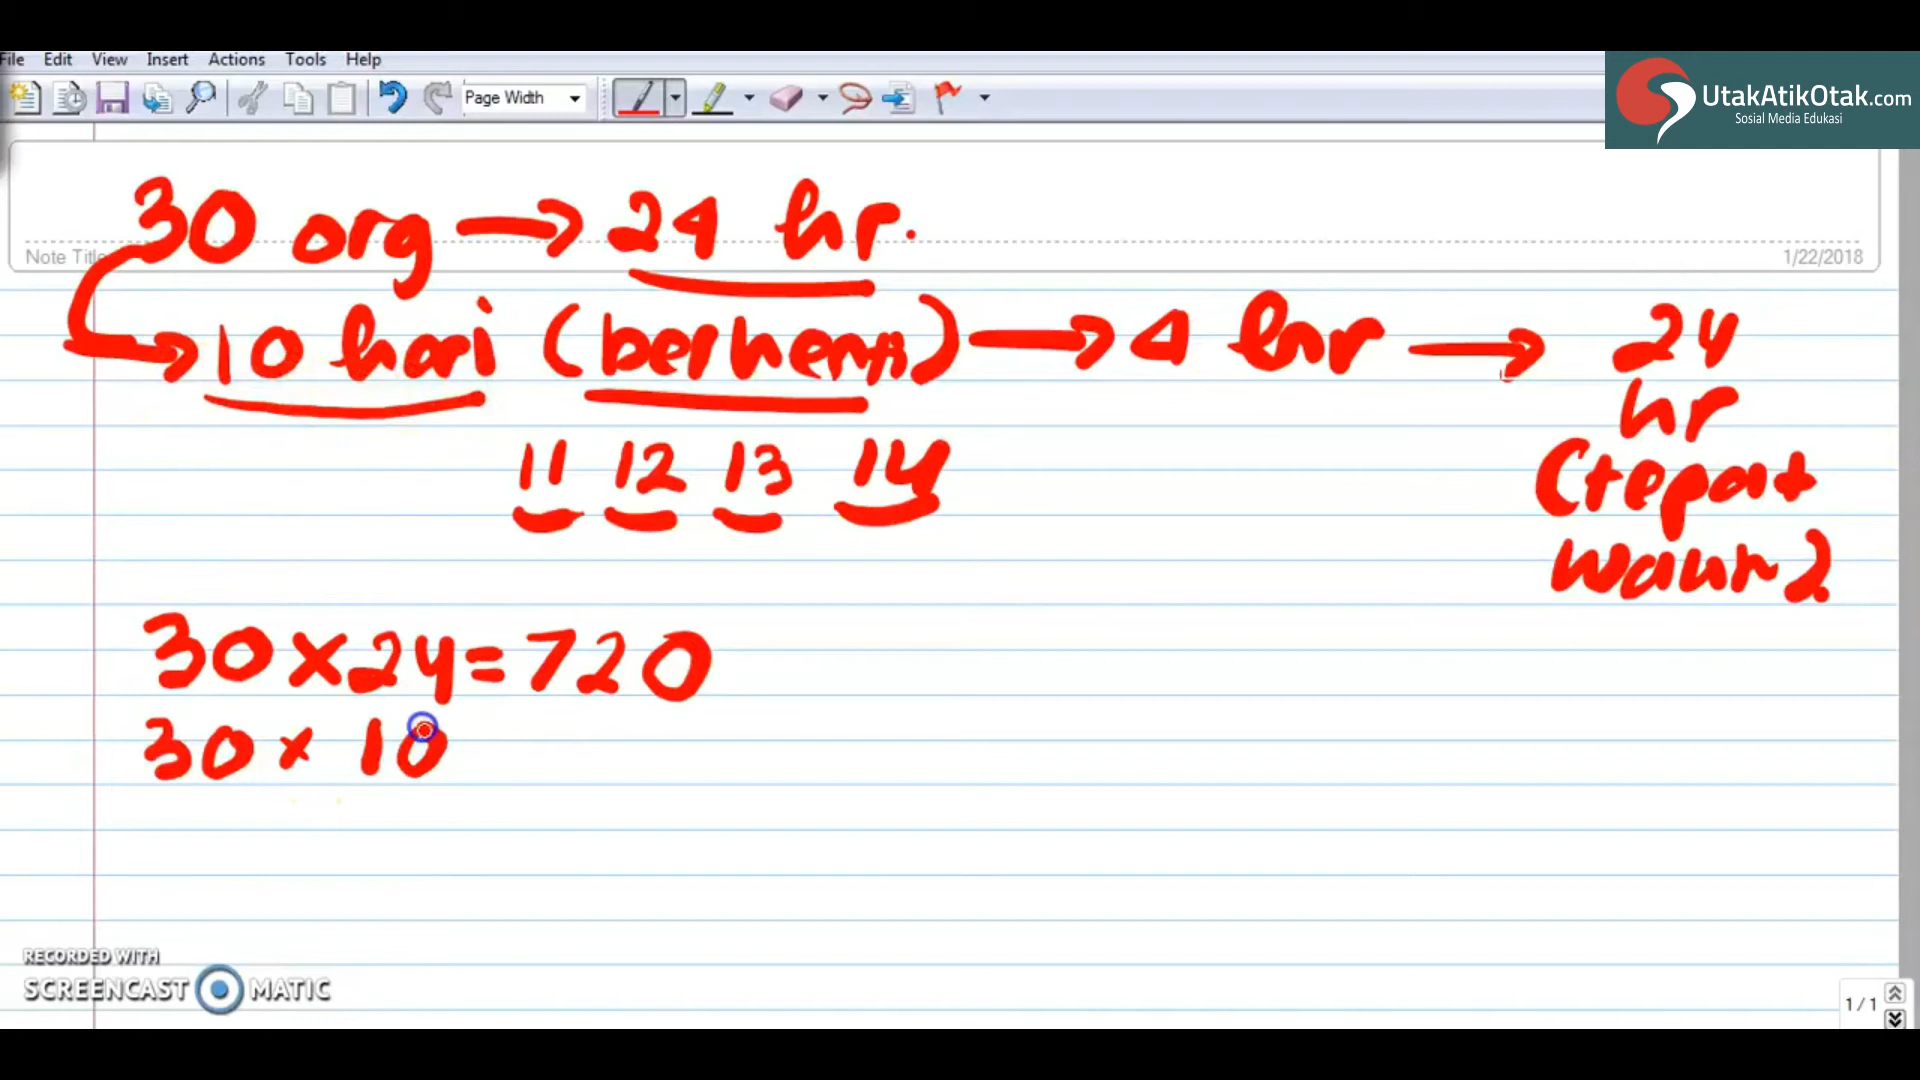 File Edit View Insert Actions Tools Help
Page Width
UtakAtikOtak.com
Sosial Media Edukasi
30 org → 24 hr.
Note Title
1/22/2018
10 hari (berhenti) → 4 hr → 24
hr
(tepat
waktu)
11 12 13 14
30 × 24 = 720
30 × 10
RECORDED WITH
SCREENCAST MATIC
1 / 1